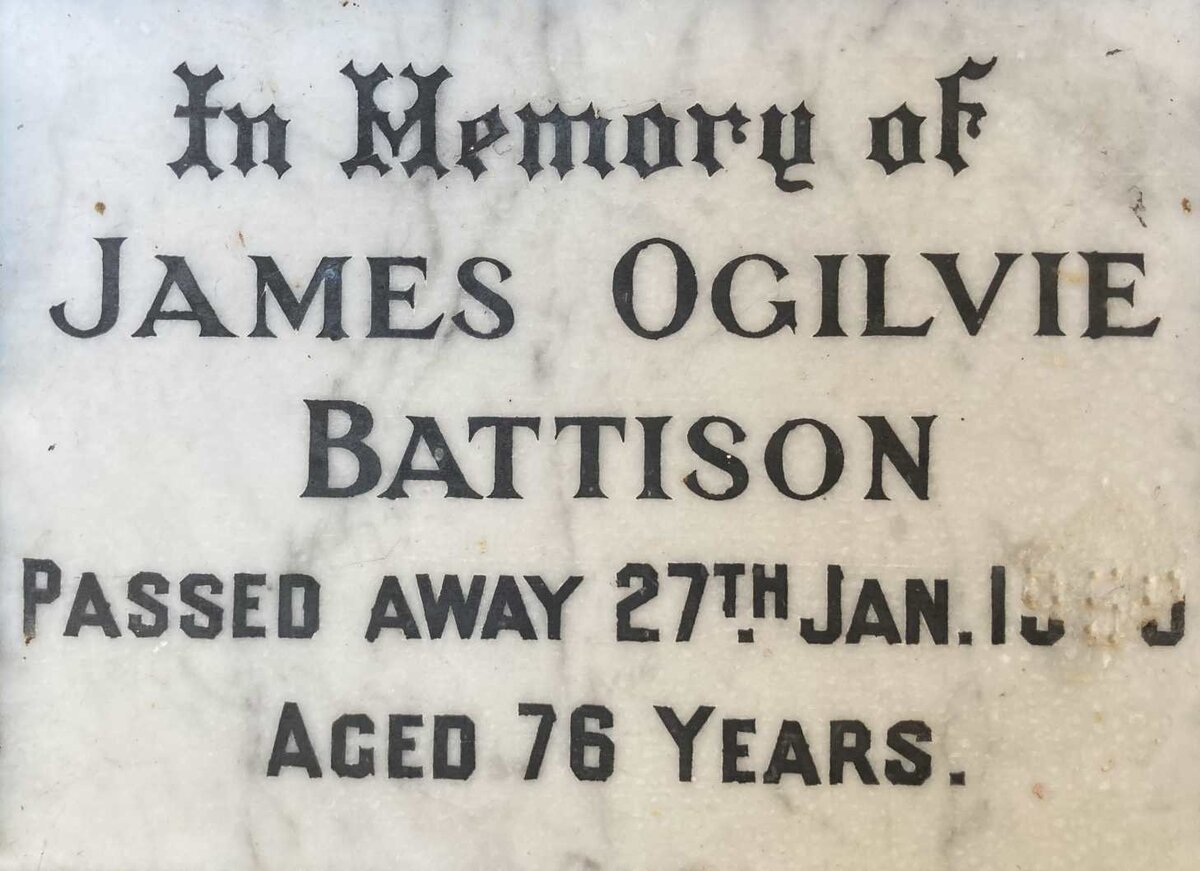 In Memory of
JAMES OGILVIE
BATTISON
PASSED AWAY 27TH JAN.
AGED 76 YEARS.